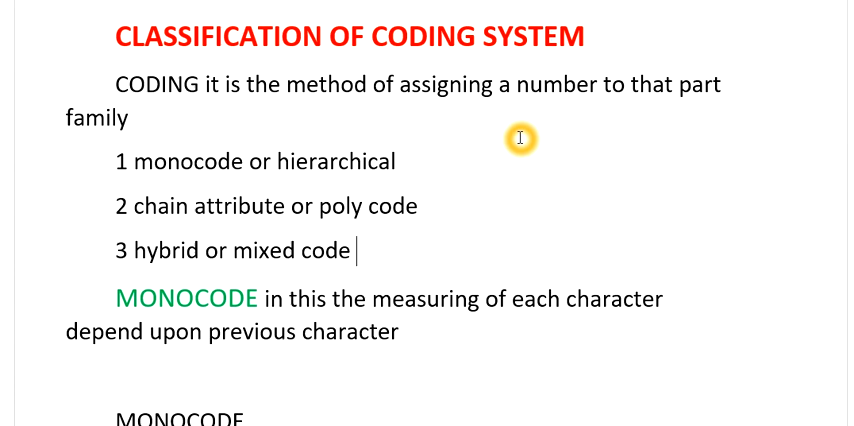 CLASSIFICATION OF CODING SYSTEM
CODING it is the method of assigning a number to that part
family
1 monocode or hierarchical
2 chain attribute or poly code
3 hybrid or mixed code
MONOCODE in this the measuring of each character
depend upon previous character
MONOCODE